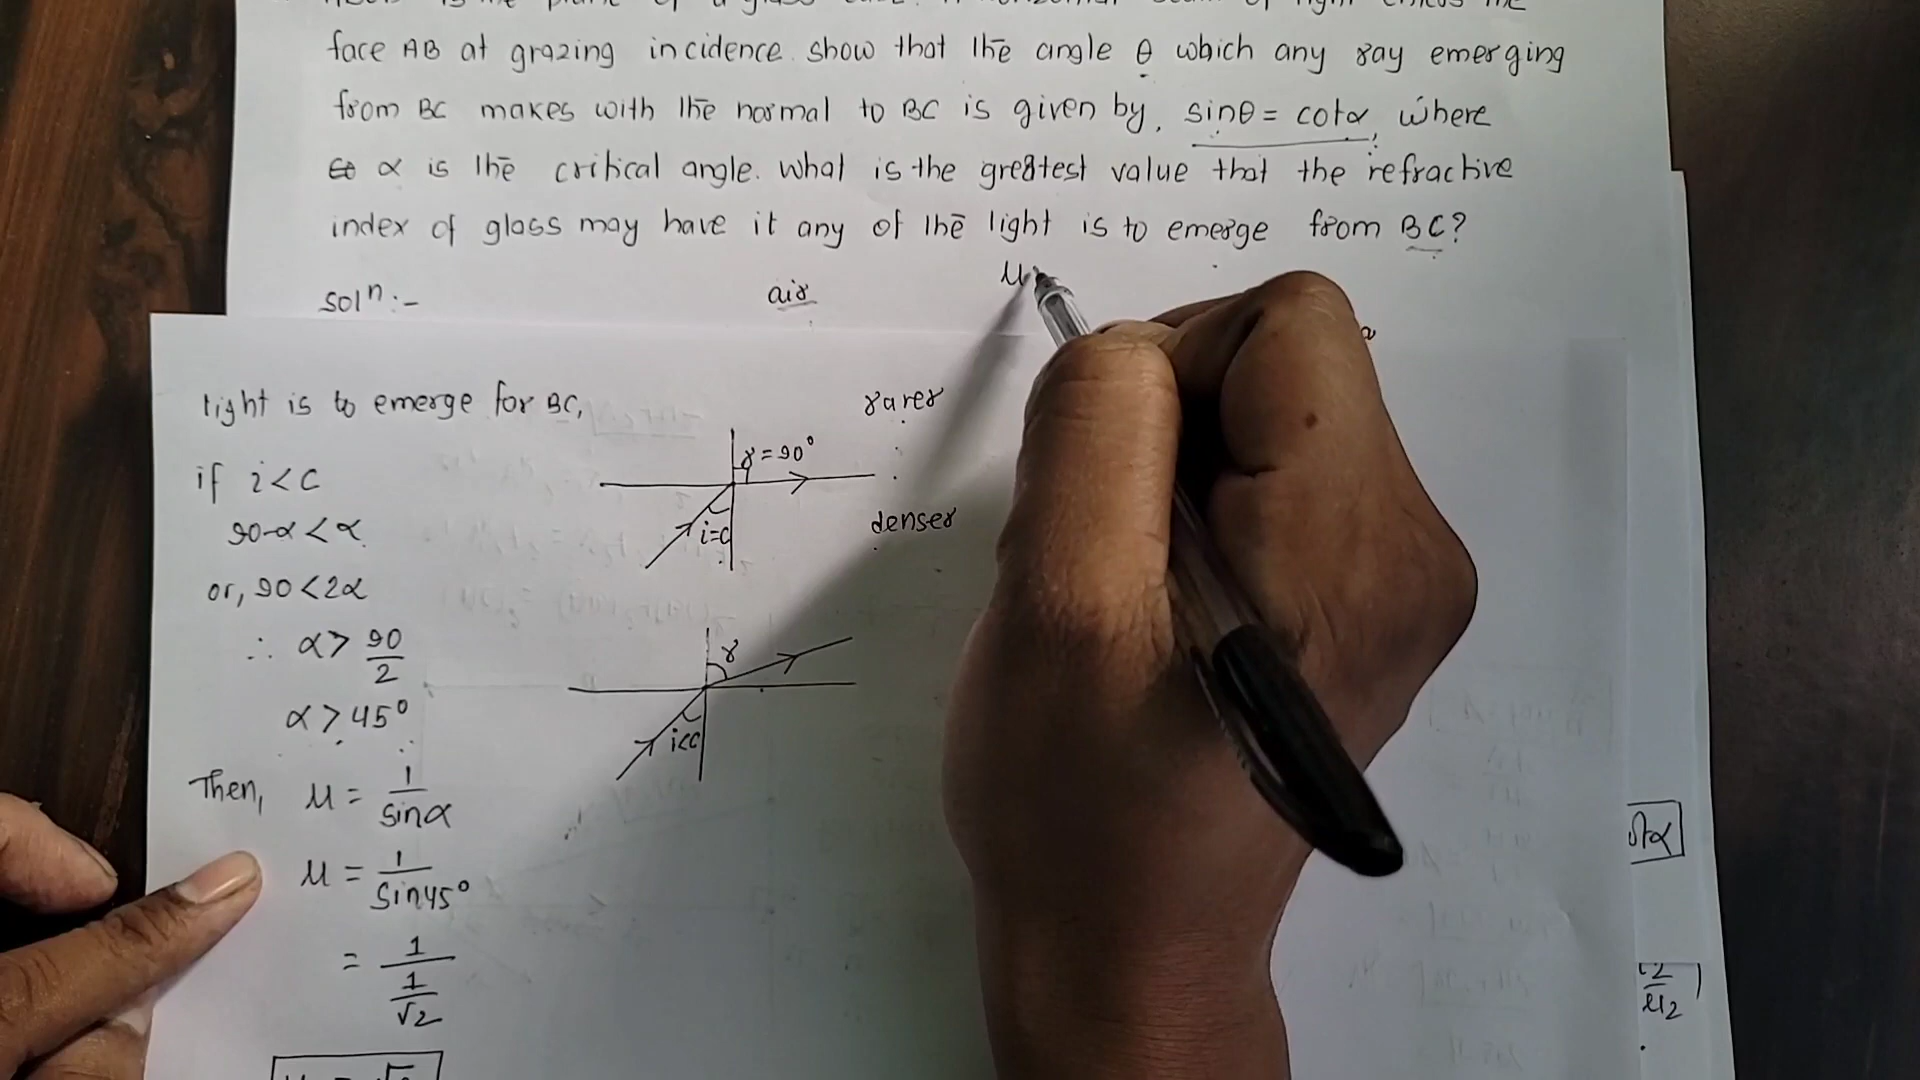 face AB at grazing incidence. show that the angle θ which any ray emerging
from BC makes with the normal to BC is given by, sinθ = cotα, where
α is the critical angle. what is the greatest value that the refractive
index of glass may have it any of the light is to emerge from BC?
μ
solⁿ:-
air
light is to emerge for BC,
rarer
r = 90°
if i < c
i=c
denser
90-α < α
or, 90 < 2α
∴ α > 90/2
r
α > 45°
i<c
Then, μ = 1/sinα
μ = 1/sin45°
= 1/(1/√2)